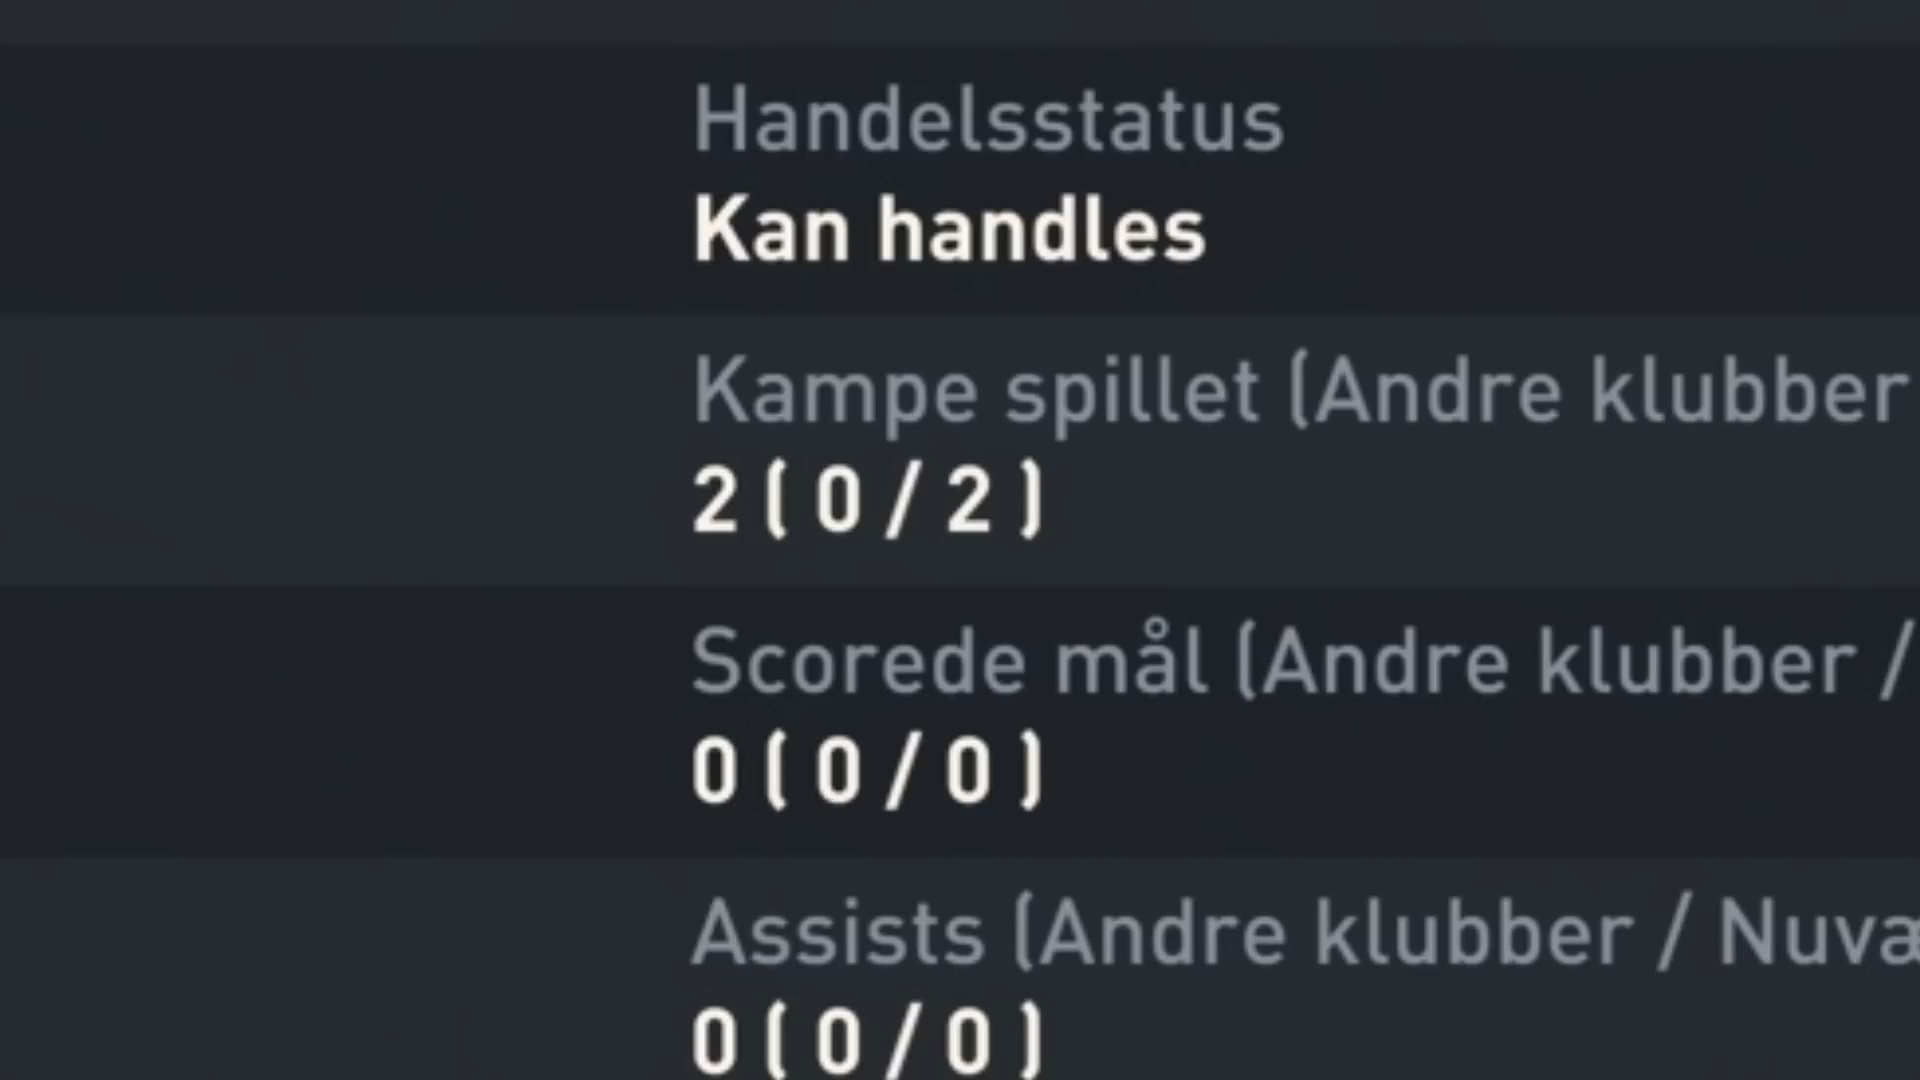 Handelsstatus
Kan handles
Kampe spillet (Andre klubber
2 ( 0 / 2 )
Scorede mål (Andre klubber /
0 ( 0 / 0 )
Assists (Andre klubber / Nuvæ
0 ( 0 / 0 )